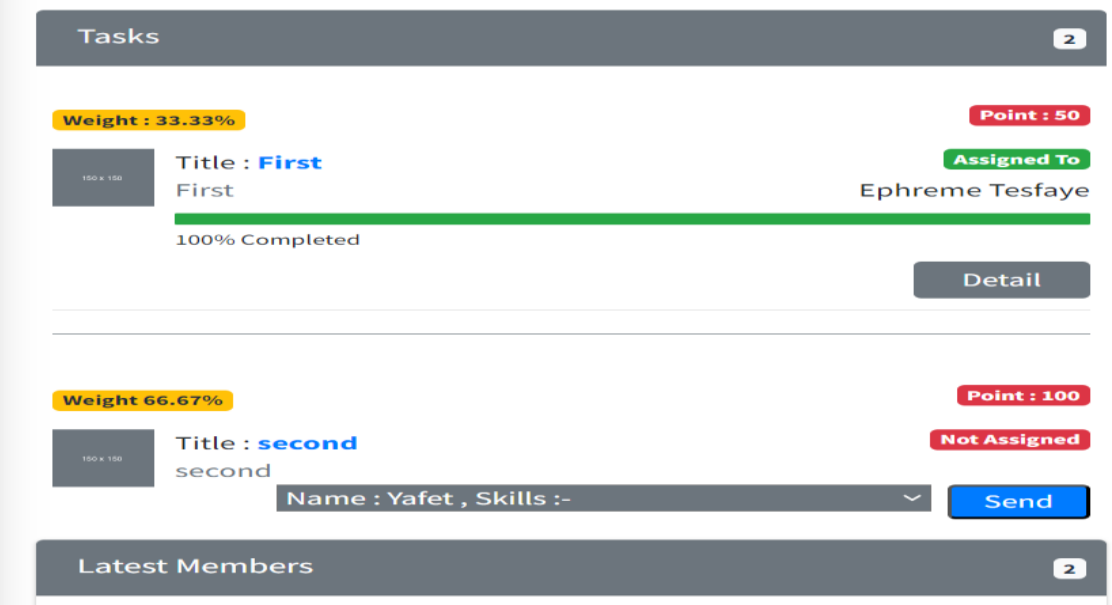 Tasks 2
Weight : 33.33% Point : 50
150 x 150 Title : First Assigned To
First Ephreme Tesfaye
100% Completed
Detail
Weight 66.67% Point : 100
150 x 150 Title : second Not Assigned
second
Name : Yafet , Skills :- Send
Latest Members 2